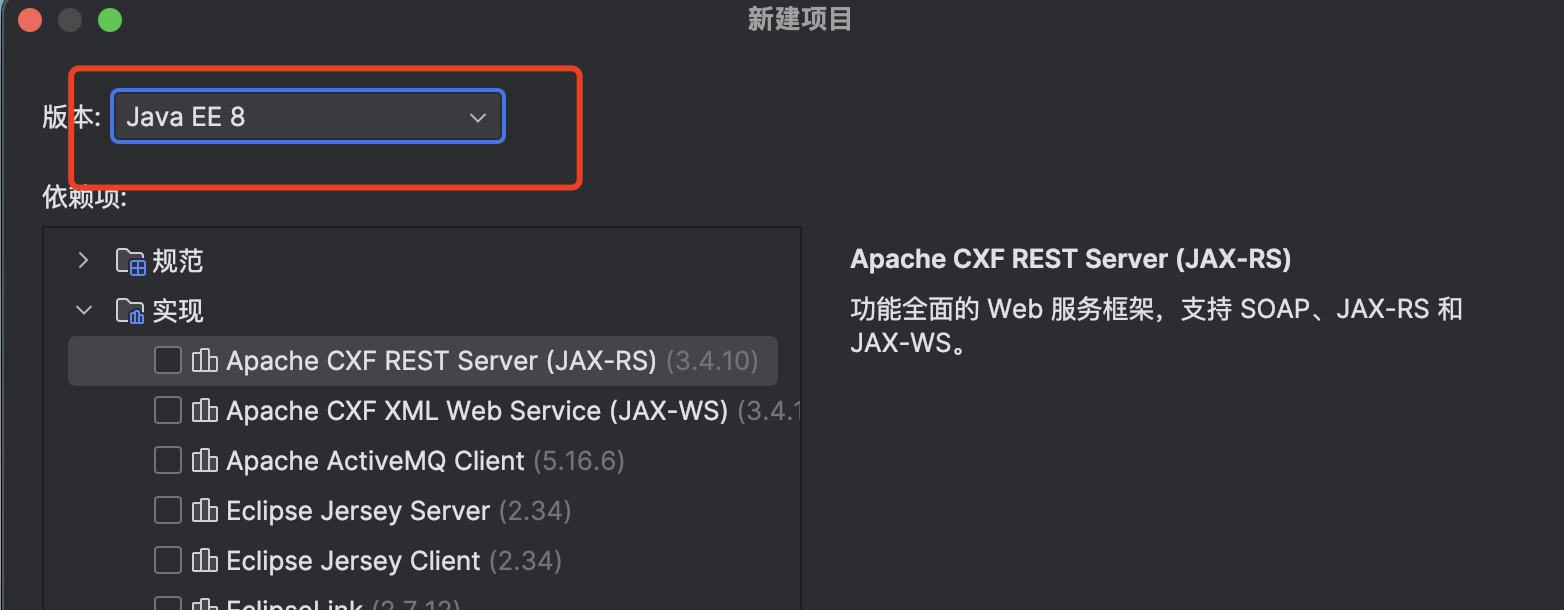 新建项目
版本: Java EE 8
依赖项:
规范
实现
Apache CXF REST Server (JAX-RS) (3.4.10)
Apache CXF XML Web Service (JAX-WS) (3.4.1
Apache ActiveMQ Client (5.16.6)
Eclipse Jersey Server (2.34)
Eclipse Jersey Client (2.34)
EclipseLink (2.7.12)
Apache CXF REST Server (JAX-RS)
功能全面的 Web 服务框架，支持 SOAP、JAX-RS 和
JAX-WS。